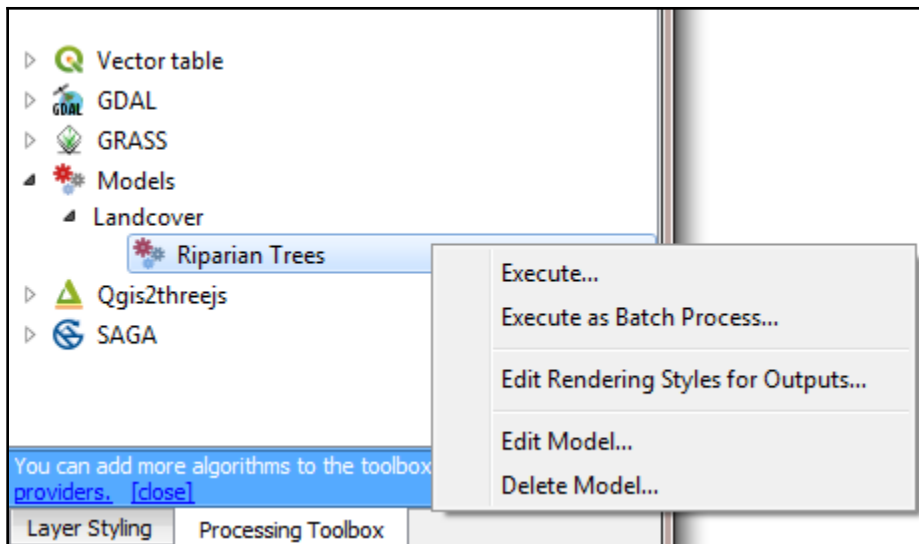 Vector table
GDAL GDAL
GRASS
Models
Landcover
Riparian Trees
Qgis2threejs
SAGA
Execute...
Execute as Batch Process...
Edit Rendering Styles for Outputs...
Edit Model...
Delete Model...
You can add more algorithms to the toolbox
providers. [close]
Layer Styling Processing Toolbox